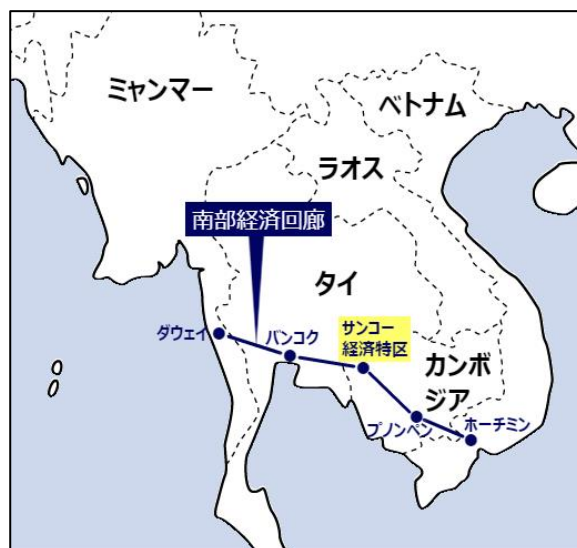 ミャンマー
ベトナム
ラオス
南部経済回廊
タイ
ダウェイ
バンコク
サンコー
経済特区
カンボ
ジア
プノンペン
ホーチミン